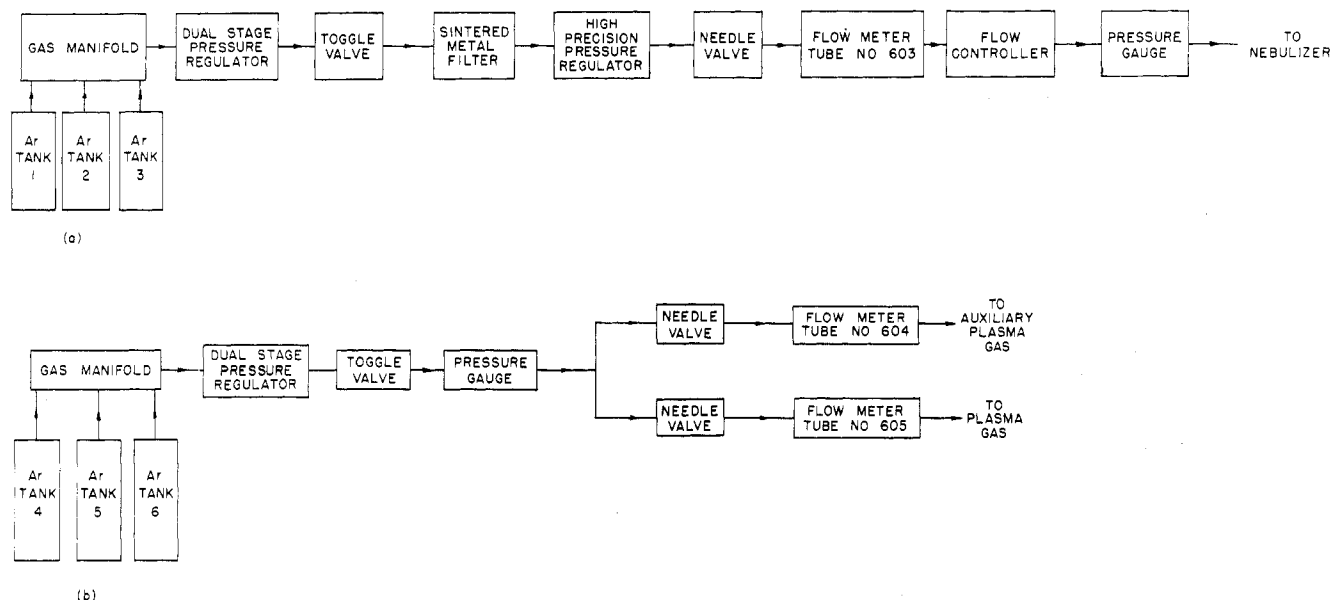 GAS MANIFOLD
DUAL STAGE
PRESSURE
REGULATOR
TOGGLE
VALVE
SINTERED
METAL
FILTER
HIGH
PRECISION
PRESSURE
REGULATOR
NEEDLE
VALVE
FLOW METER
TUBE NO 603
FLOW
CONTROLLER
PRESSURE
GAUGE
TO
NEBULIZER
Ar
TANK
1
Ar
TANK
2
Ar
TANK
3
(a)
GAS MANIFOLD
DUAL STAGE
PRESSURE
REGULATOR
TOGGLE
VALVE
PRESSURE
GAUGE
NEEDLE
VALVE
FLOW METER
TUBE NO 604
TO
AUXILIARY
PLASMA
GAS
NEEDLE
VALVE
FLOW METER
TUBE NO 605
TO
PLASMA
GAS
Ar
TANK
4
Ar
TANK
5
Ar
TANK
6
(b)